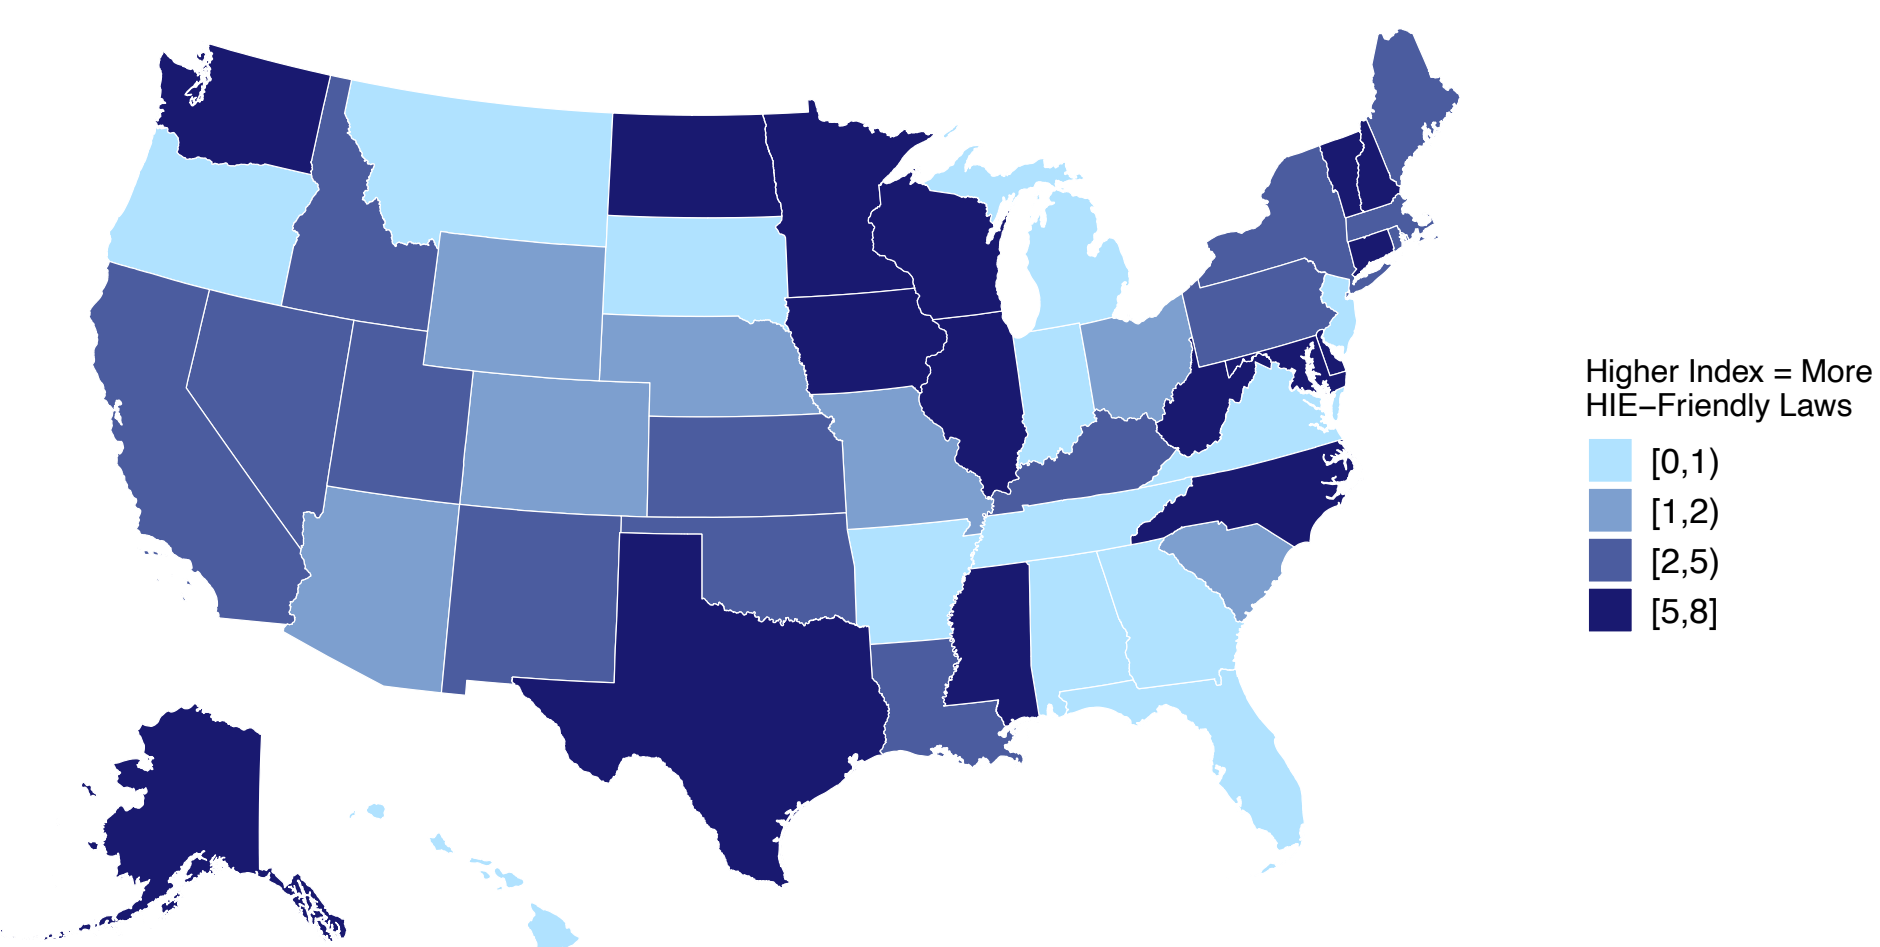 Higher Index = More
HIE−Friendly Laws
[0,1)
[1,2)
[2,5)
[5,8]